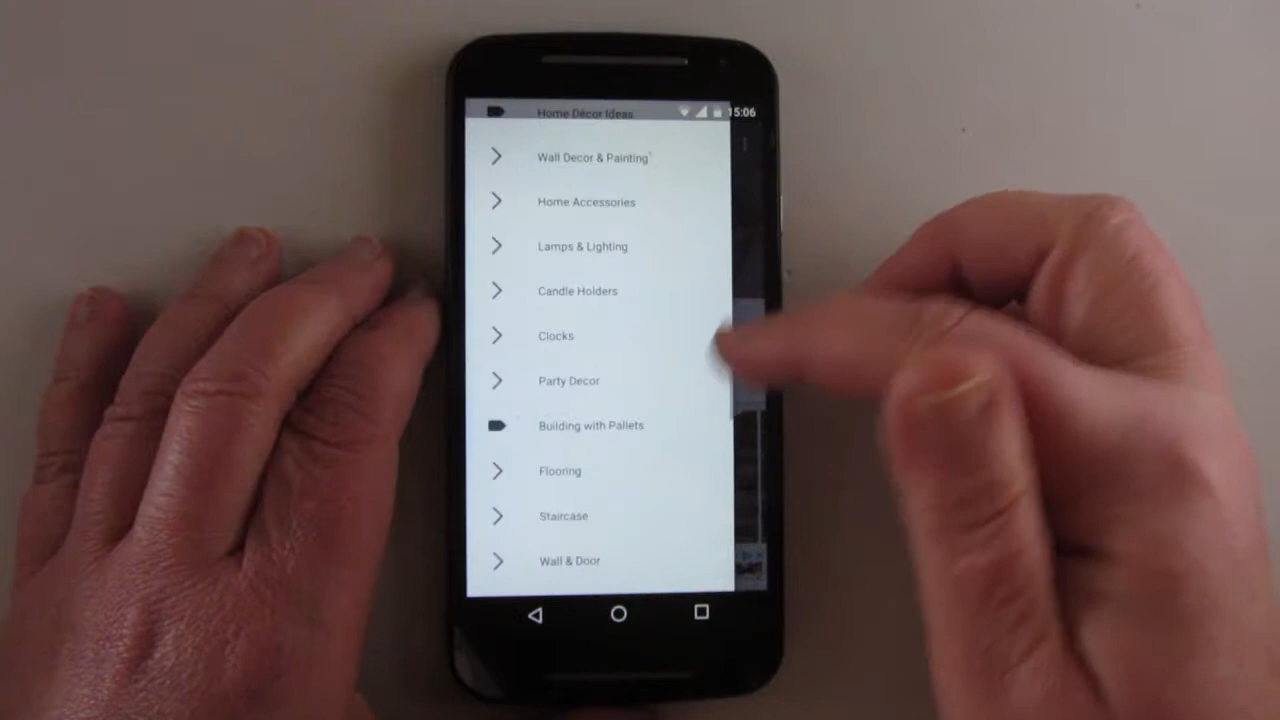 Home Décor Ideas
15:06
Wall Decor & Painting`
Home Accessories
Lamps & Lighting
Candle Holders
Clocks
Party Decor
Building with Pallets
Flooring
Staircase
Wall & Door